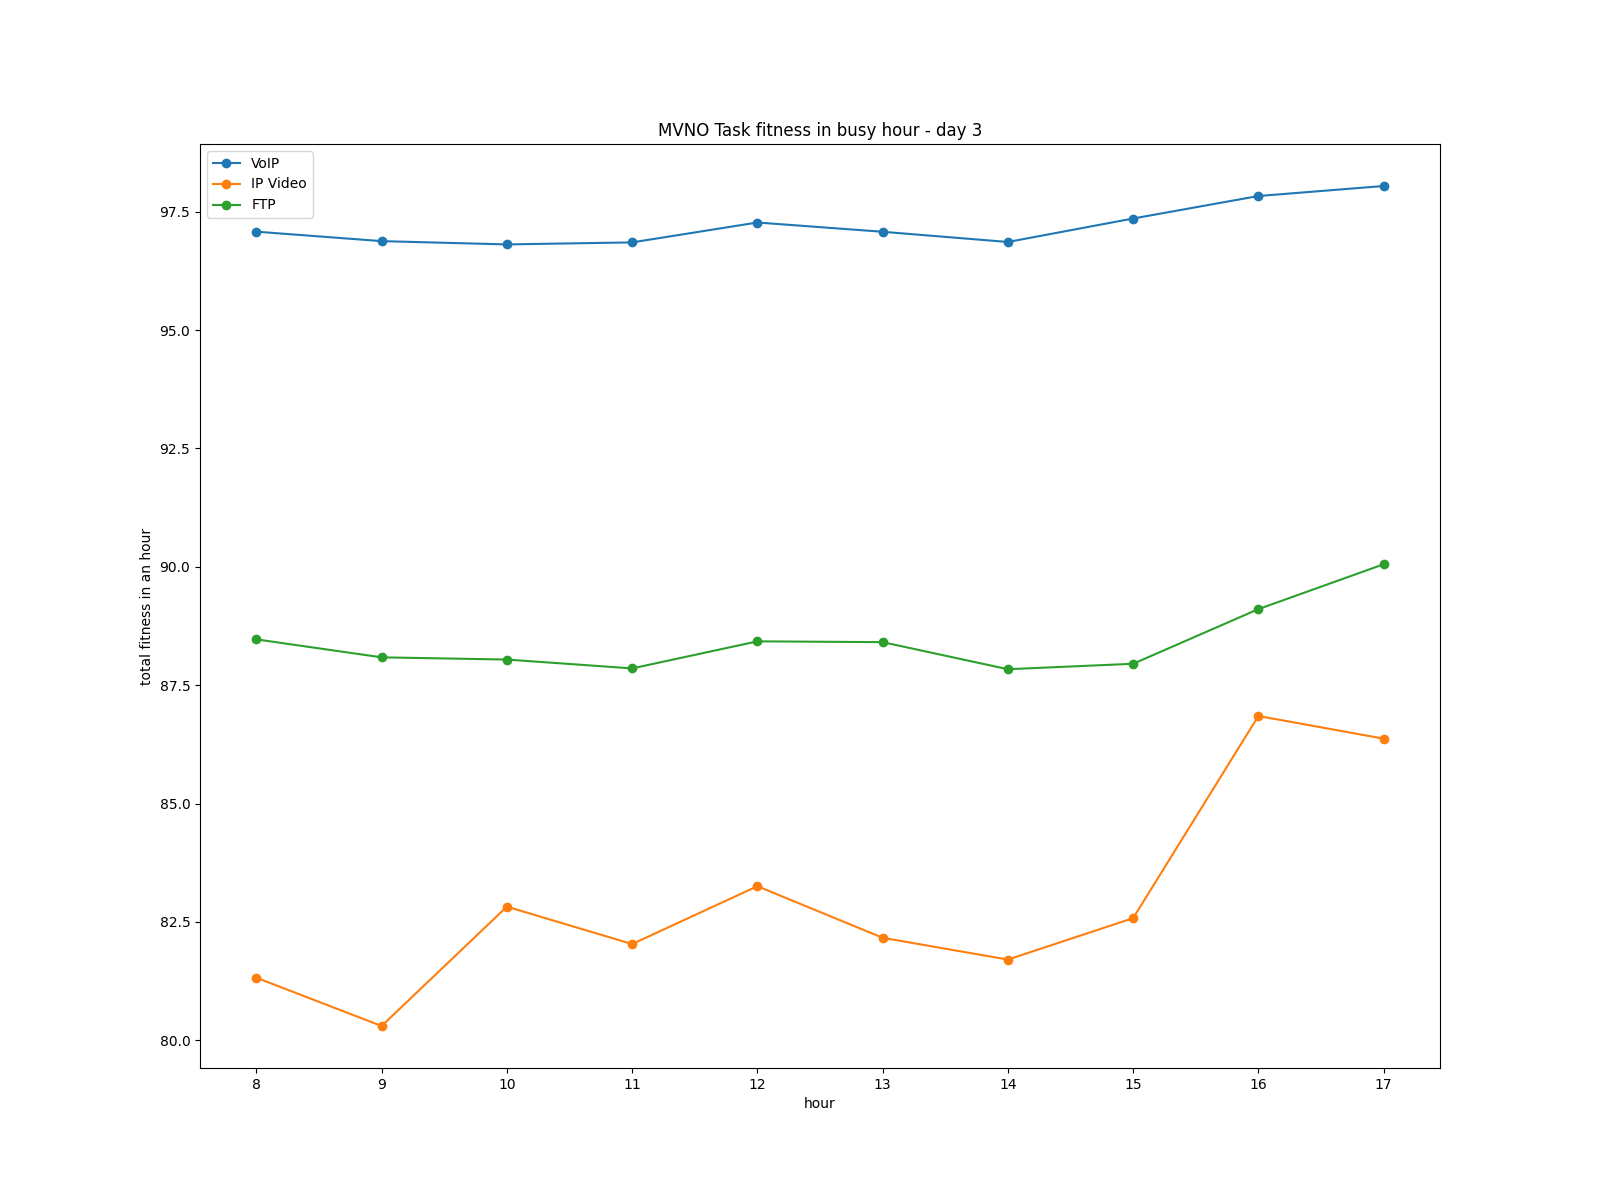 MVNO Task fitness in busy hour - day 3
VoIP
IP Video
FTP
97.5
95.0
92.5
90.0
87.5
85.0
82.5
80.0
total fitness in an hour
8 9 10 11 12 13 14 15 16 17
hour